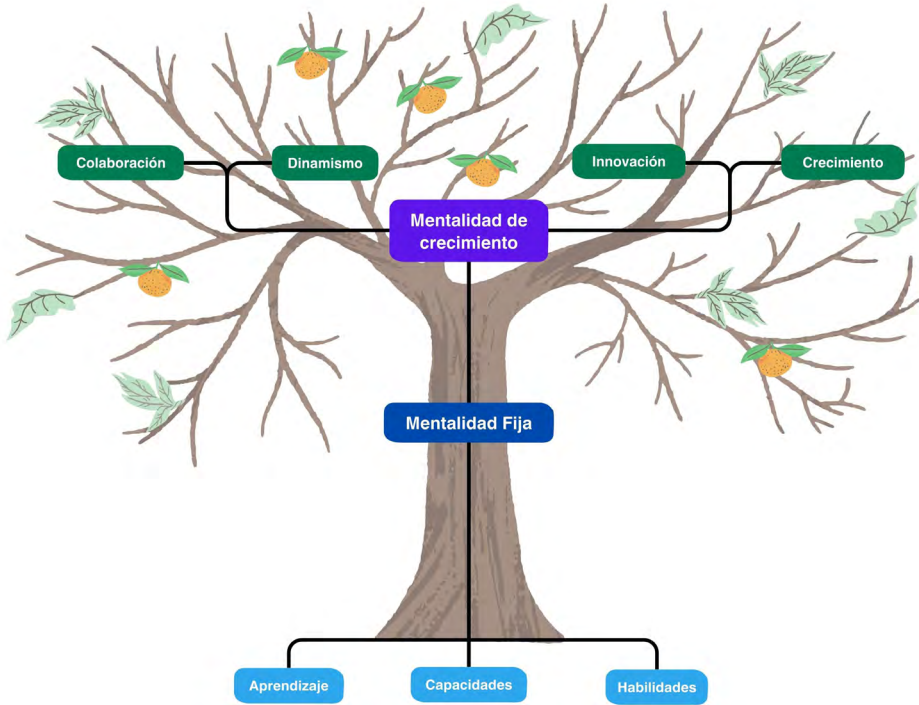 Colaboración
Dinamismo
Innovación
Crecimiento
Mentalidad de
crecimiento
Mentalidad Fija
Aprendizaje
Capacidades
Habilidades